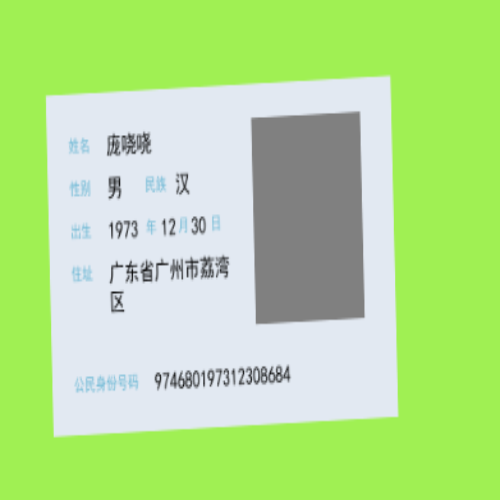 姓名 庞哓哓
性别 男 民族 汉
出生 1973 年 12 月 30 日
住址 广东省广州市荔湾
区
公民身份号码 974680197312308684